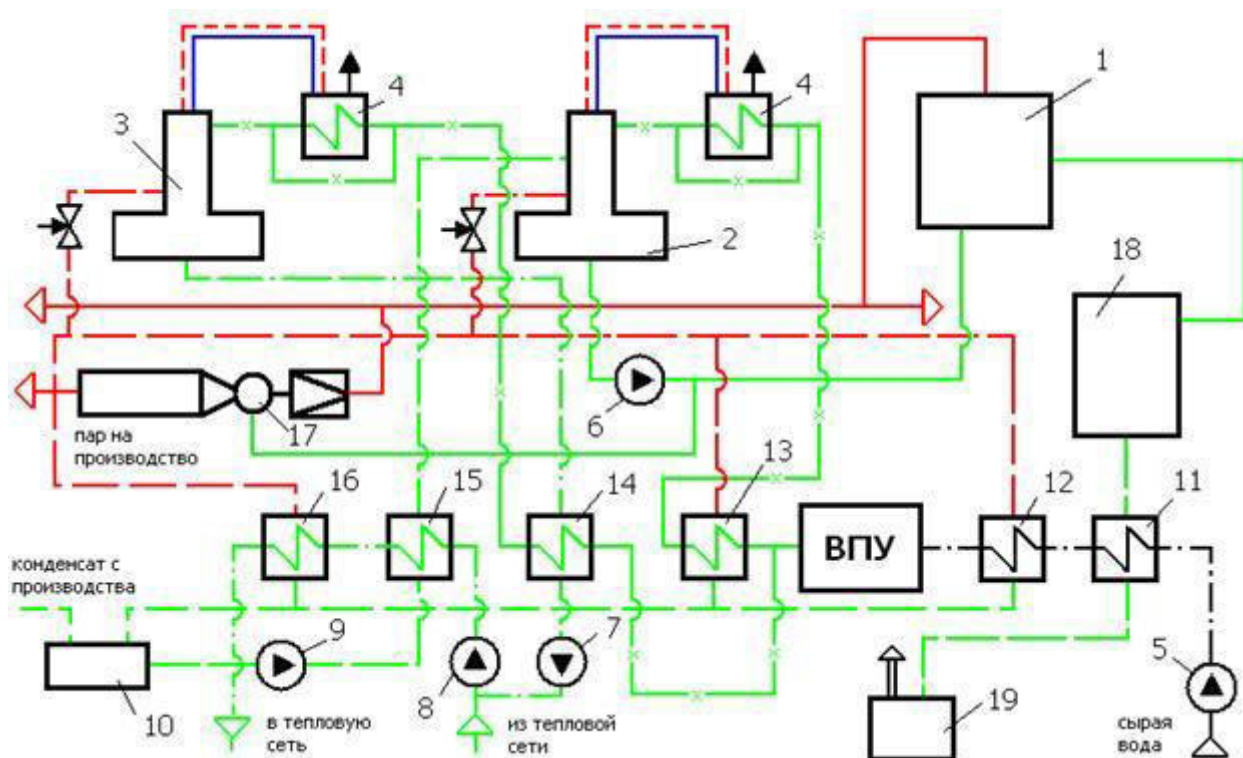 1
4
4
3
2
18
6
17
пар на
производство
16
15
14
13
12
11
ВПУ
конденсат с
производства
9
7
8
5
10
19
в тепловую
сеть
из тепловой
сети
сырая
вода